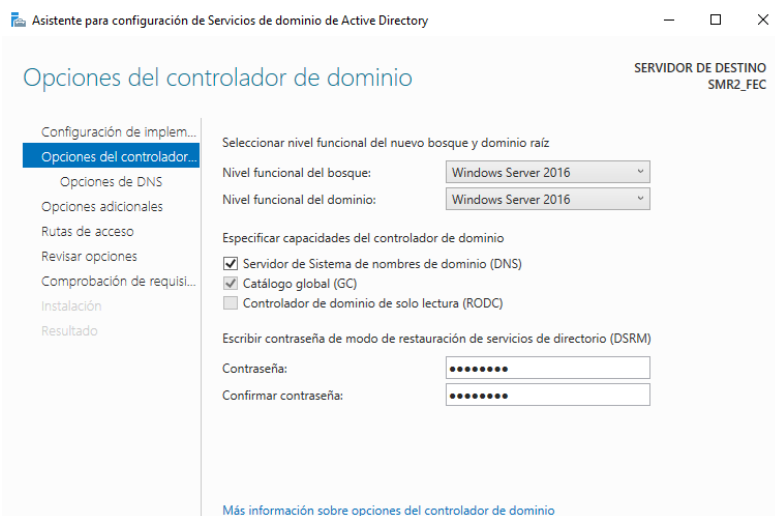 Asistente para configuración de Servicios de dominio de Active Directory
Opciones del controlador de dominio
SERVIDOR DE DESTINO
SMR2_FEC
Configuración de implem...
Opciones del controlador...
Opciones de DNS
Opciones adicionales
Rutas de acceso
Revisar opciones
Comprobación de requisi...
Instalación
Resultado
Seleccionar nivel funcional del nuevo bosque y dominio raíz
Nivel funcional del bosque: Windows Server 2016
Nivel funcional del dominio: Windows Server 2016
Especificar capacidades del controlador de dominio
Servidor de Sistema de nombres de dominio (DNS)
Catálogo global (GC)
Controlador de dominio de solo lectura (RODC)
Escribir contraseña de modo de restauración de servicios de directorio (DSRM)
Contraseña: ●●●●●●●●
Confirmar contraseña: ●●●●●●●●
Más información sobre opciones del controlador de dominio